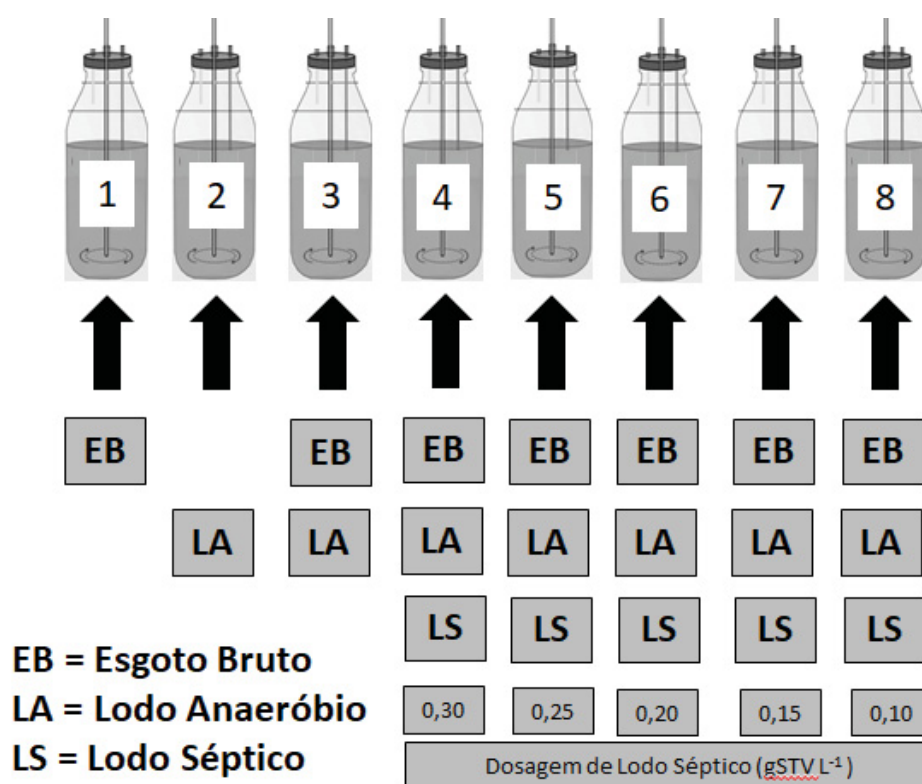 1 2 3 4 5 6 7 8
EB EB EB EB EB EB EB
LA LA LA LA LA LA LA
LS LS LS LS LS
EB = Esgoto Bruto
LA = Lodo Anaeróbio
LS = Lodo Séptico
0,30 0,25 0,20 0,15 0,10
Dosagem de Lodo Séptico (gSTV L⁻¹)